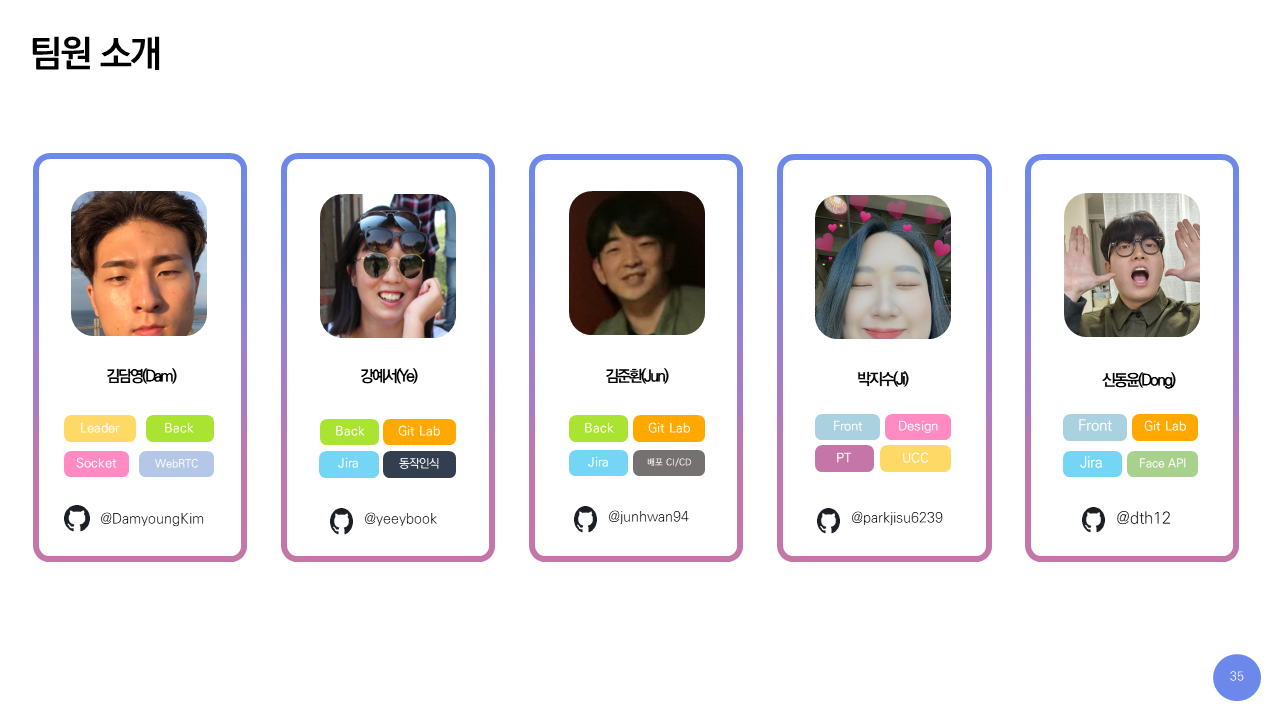 팀원 소개
김담영(Dam)
Leader Back
Socket WebRTC
@DamyoungKim
강예서(Ye)
Back Git Lab
Jira 동작인식
@yeeybook
김준환(Jun)
Back Git Lab
Jira 배포 CI/CD
@junhwan94
박지수(Ji)
Front Design
PT UCC
@parkjisu6239
신동윤(Dong)
Front Git Lab
Jira Face API
@dth12
35